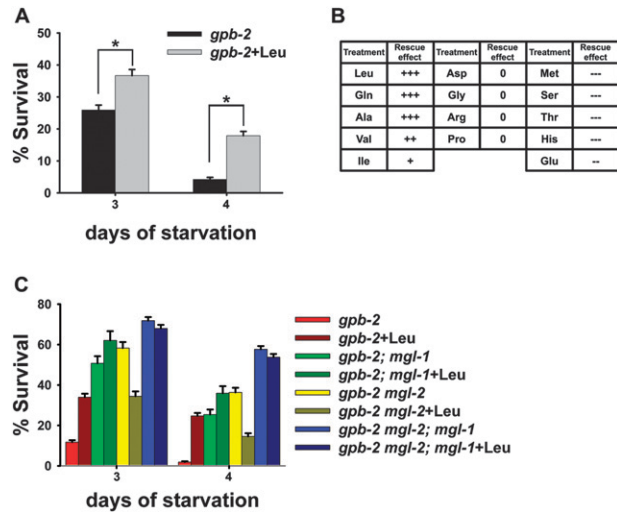 A
gpb-2
gpb-2+Leu
*
*
50
40
30
20
10
0
% Survival
3
4
days of starvation
B
Treatment Rescue effect Treatment Rescue effect Treatment Rescue effect
Leu +++ Asp 0 Met ---
Gln +++ Gly 0 Ser ---
Ala +++ Arg 0 Thr ---
Val ++ Pro 0 His ---
Ile + Glu --
C
80
60
40
20
0
% Survival
3
4
days of starvation
gpb-2
gpb-2+Leu
gpb-2; mgl-1
gpb-2; mgl-1+Leu
gpb-2 mgl-2
gpb-2 mgl-2+Leu
gpb-2 mgl-2; mgl-1
gpb-2 mgl-2; mgl-1+Leu